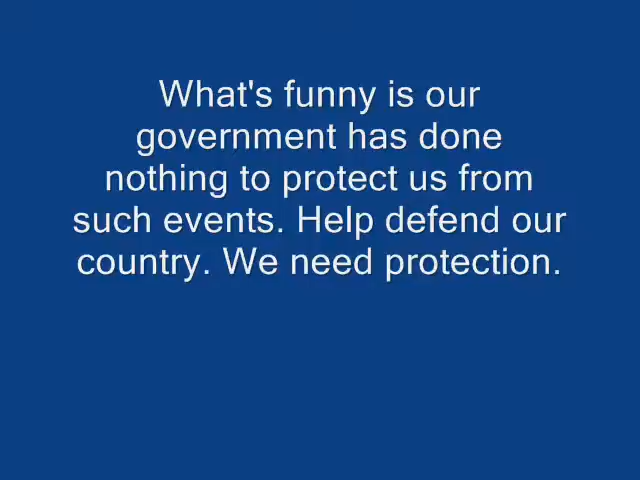 What's funny is our
government has done
nothing to protect us from
such events. Help defend our
country. We need protection.